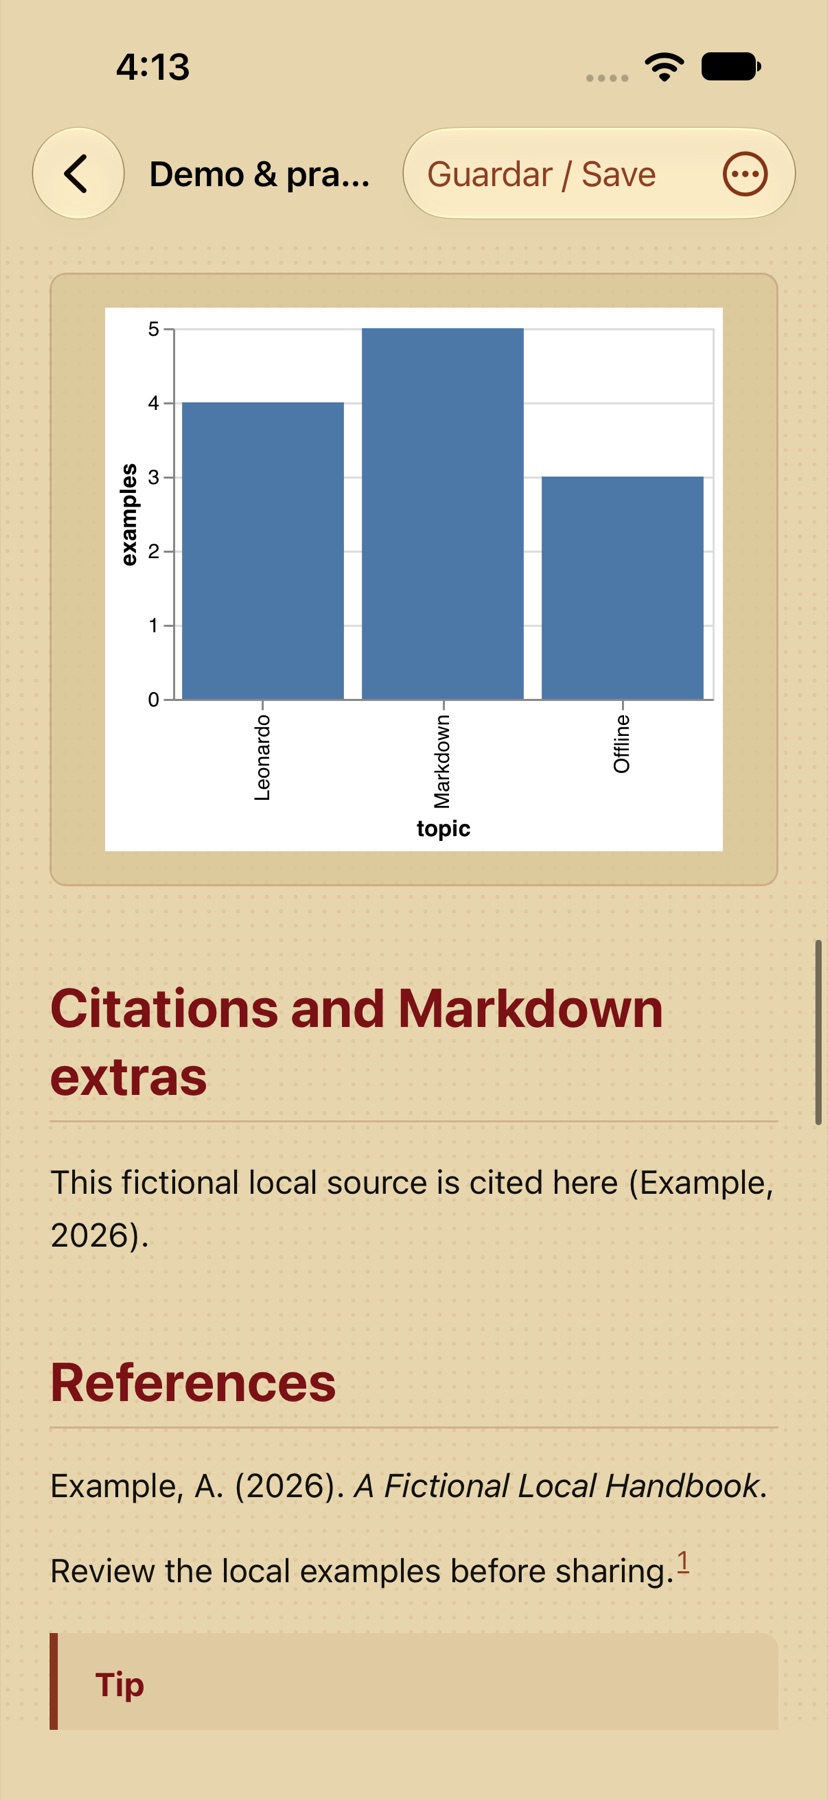 4:13
Demo & pra...
Guardar / Save
5
4
3
2
1
0
examples
Leonardo
Markdown
Offline
topic
Citations and Markdown
extras
This fictional local source is cited here (Example,
2026).
References
Example, A. (2026). A Fictional Local Handbook.
Review the local examples before sharing.1
Tip